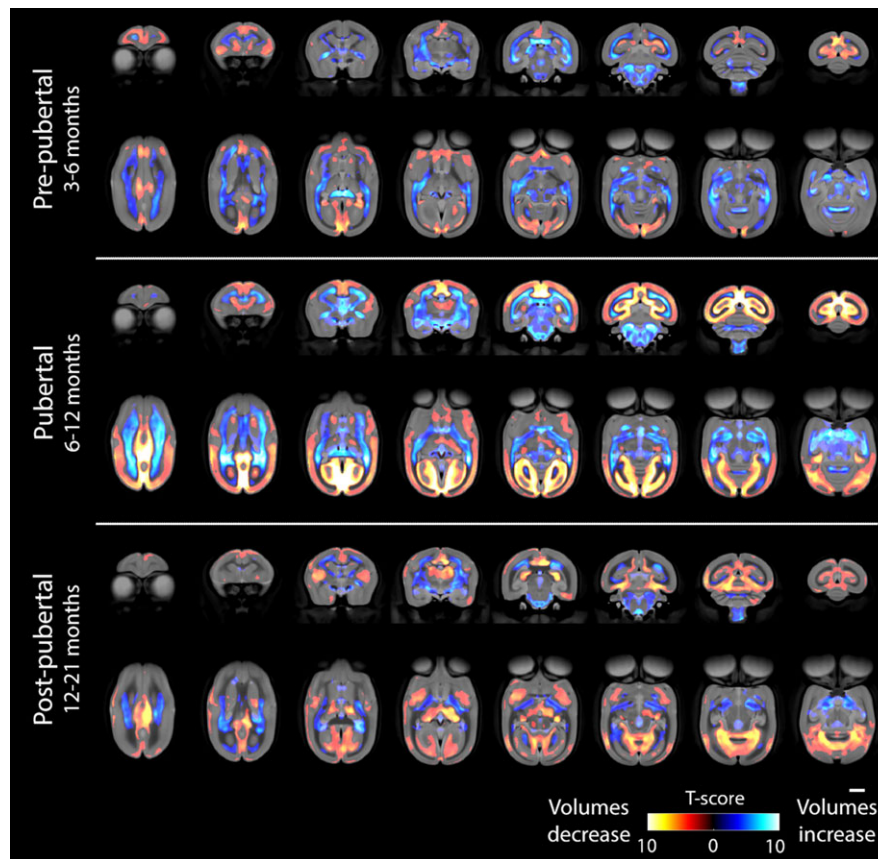 Pre-pubertal
3-6 months
Pubertal
6-12 months
Post-pubertal
12-21 months
Volumes
decrease
T-score
10 0 10
Volumes
increase